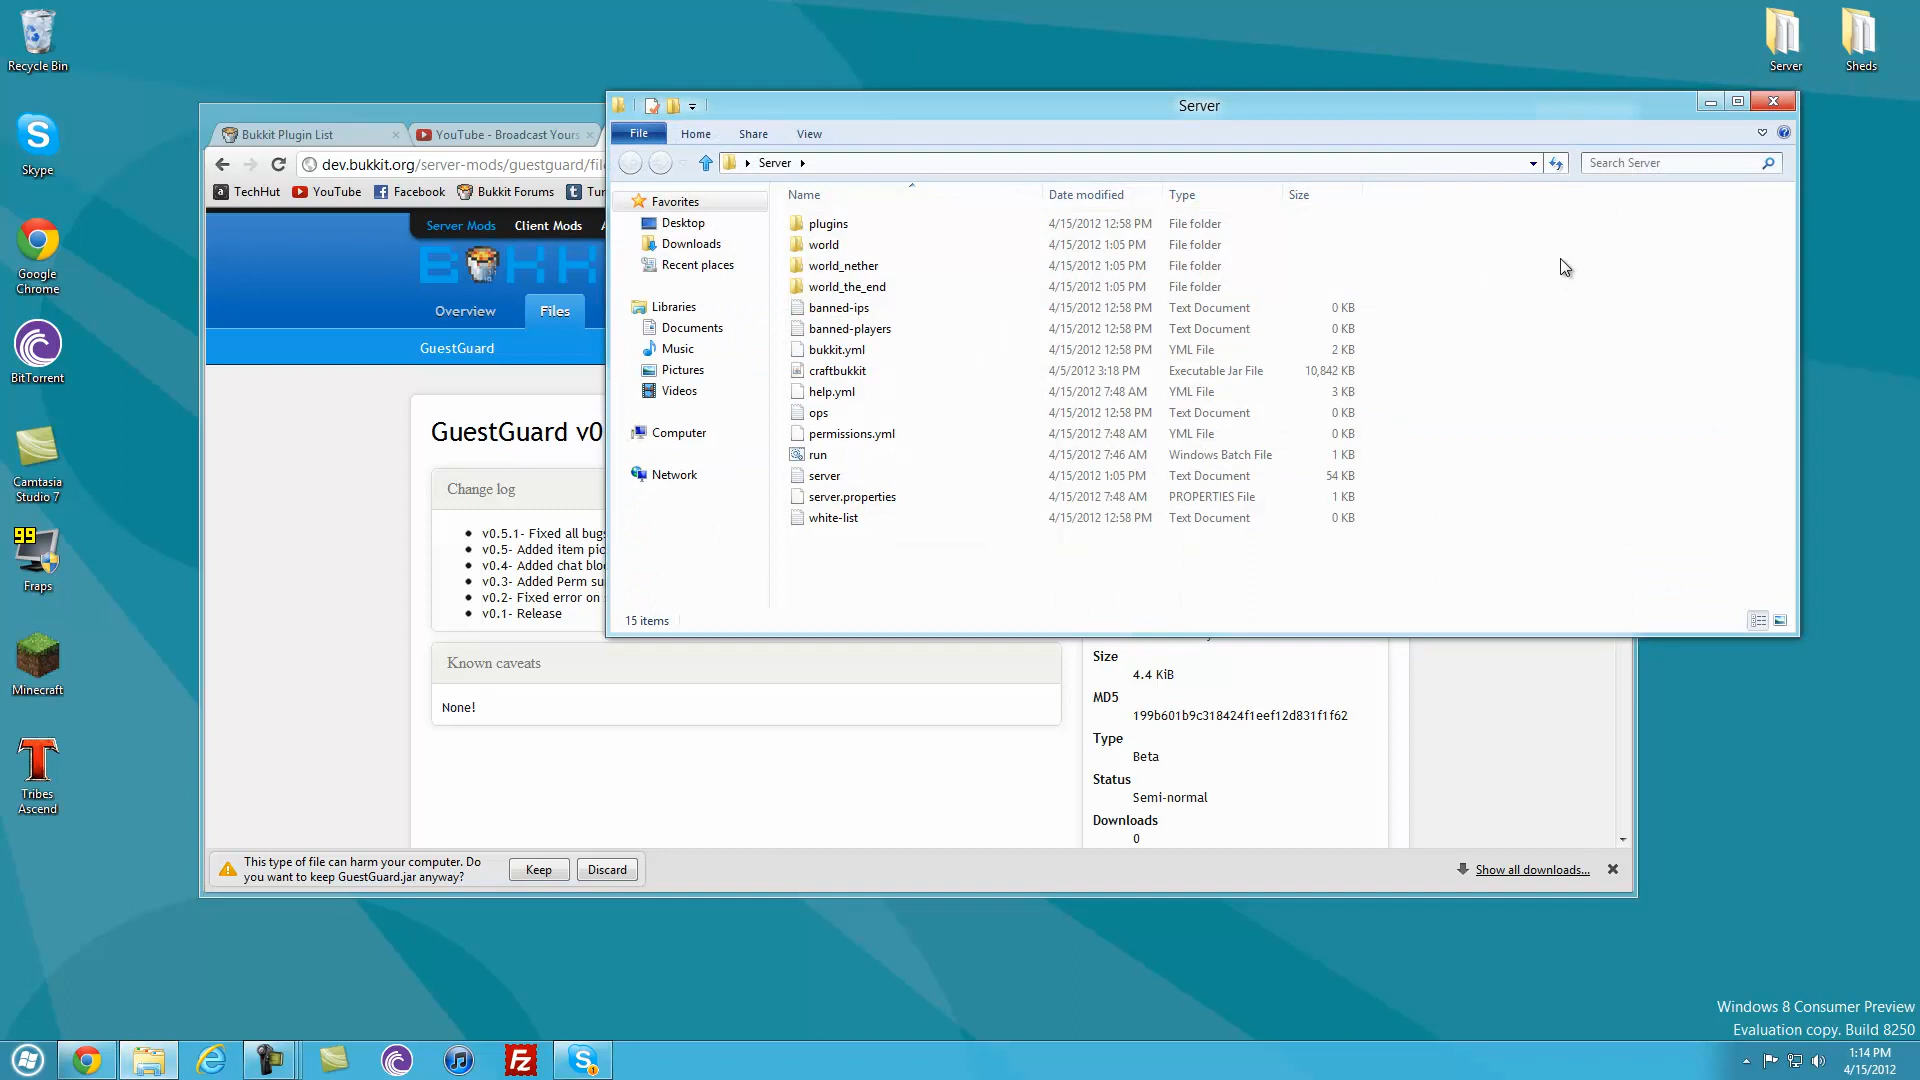 Recycle Bin
Skype
Google
Chrome
BitTorrent
Camtasia
Studio 7
99
Fraps
Minecraft
Tribes
Ascend
Server
Sheds
Bukkit Plugin List
YouTube - Broadcast Yours
dev.bukkit.org/server-mods/guestguard/fil
TechHut
YouTube
Facebook
Bukkit Forums
Server Mods
Client Mods
Overview
Files
GuestGuard
GuestGuard v0
Change log
v0.5.1- Fixed all bugs
v0.5- Added item pic
v0.4- Added chat blo
v0.3- Added Perm su
v0.2- Fixed error on
v0.1- Release
Known caveats
None!
Size
4.4 KiB
MD5
199b601b9c318424f1eef12d831f1f62
Type
Beta
Status
Semi-normal
Downloads
0
This type of file can harm your computer. Do
you want to keep GuestGuard.jar anyway?
Keep
Discard
Show all downloads...
Server
File
Home
Share
View
Server
Search Server
Favorites
Desktop
Downloads
Recent places
Libraries
Documents
Music
Pictures
Videos
Computer
Network
Name Date modified Type Size
plugins 4/15/2012 12:58 PM File folder
world 4/15/2012 1:05 PM File folder
world_nether 4/15/2012 1:05 PM File folder
world_the_end 4/15/2012 1:05 PM File folder
banned-ips 4/15/2012 12:58 PM Text Document 0 KB
banned-players 4/15/2012 12:58 PM Text Document 0 KB
bukkit.yml 4/15/2012 12:58 PM YML File 2 KB
craftbukkit 4/5/2012 3:18 PM Executable Jar File 10,842 KB
help.yml 4/15/2012 7:48 AM YML File 3 KB
ops 4/15/2012 12:58 PM Text Document 0 KB
permissions.yml 4/15/2012 7:48 AM YML File 0 KB
run 4/15/2012 7:46 AM Windows Batch File 1 KB
server 4/15/2012 1:05 PM Text Document 54 KB
server.properties 4/15/2012 7:48 AM PROPERTIES File 1 KB
white-list 4/15/2012 12:58 PM Text Document 0 KB
15 items
Windows 8 Consumer Preview
Evaluation copy. Build 8250
1:14 PM
4/15/2012